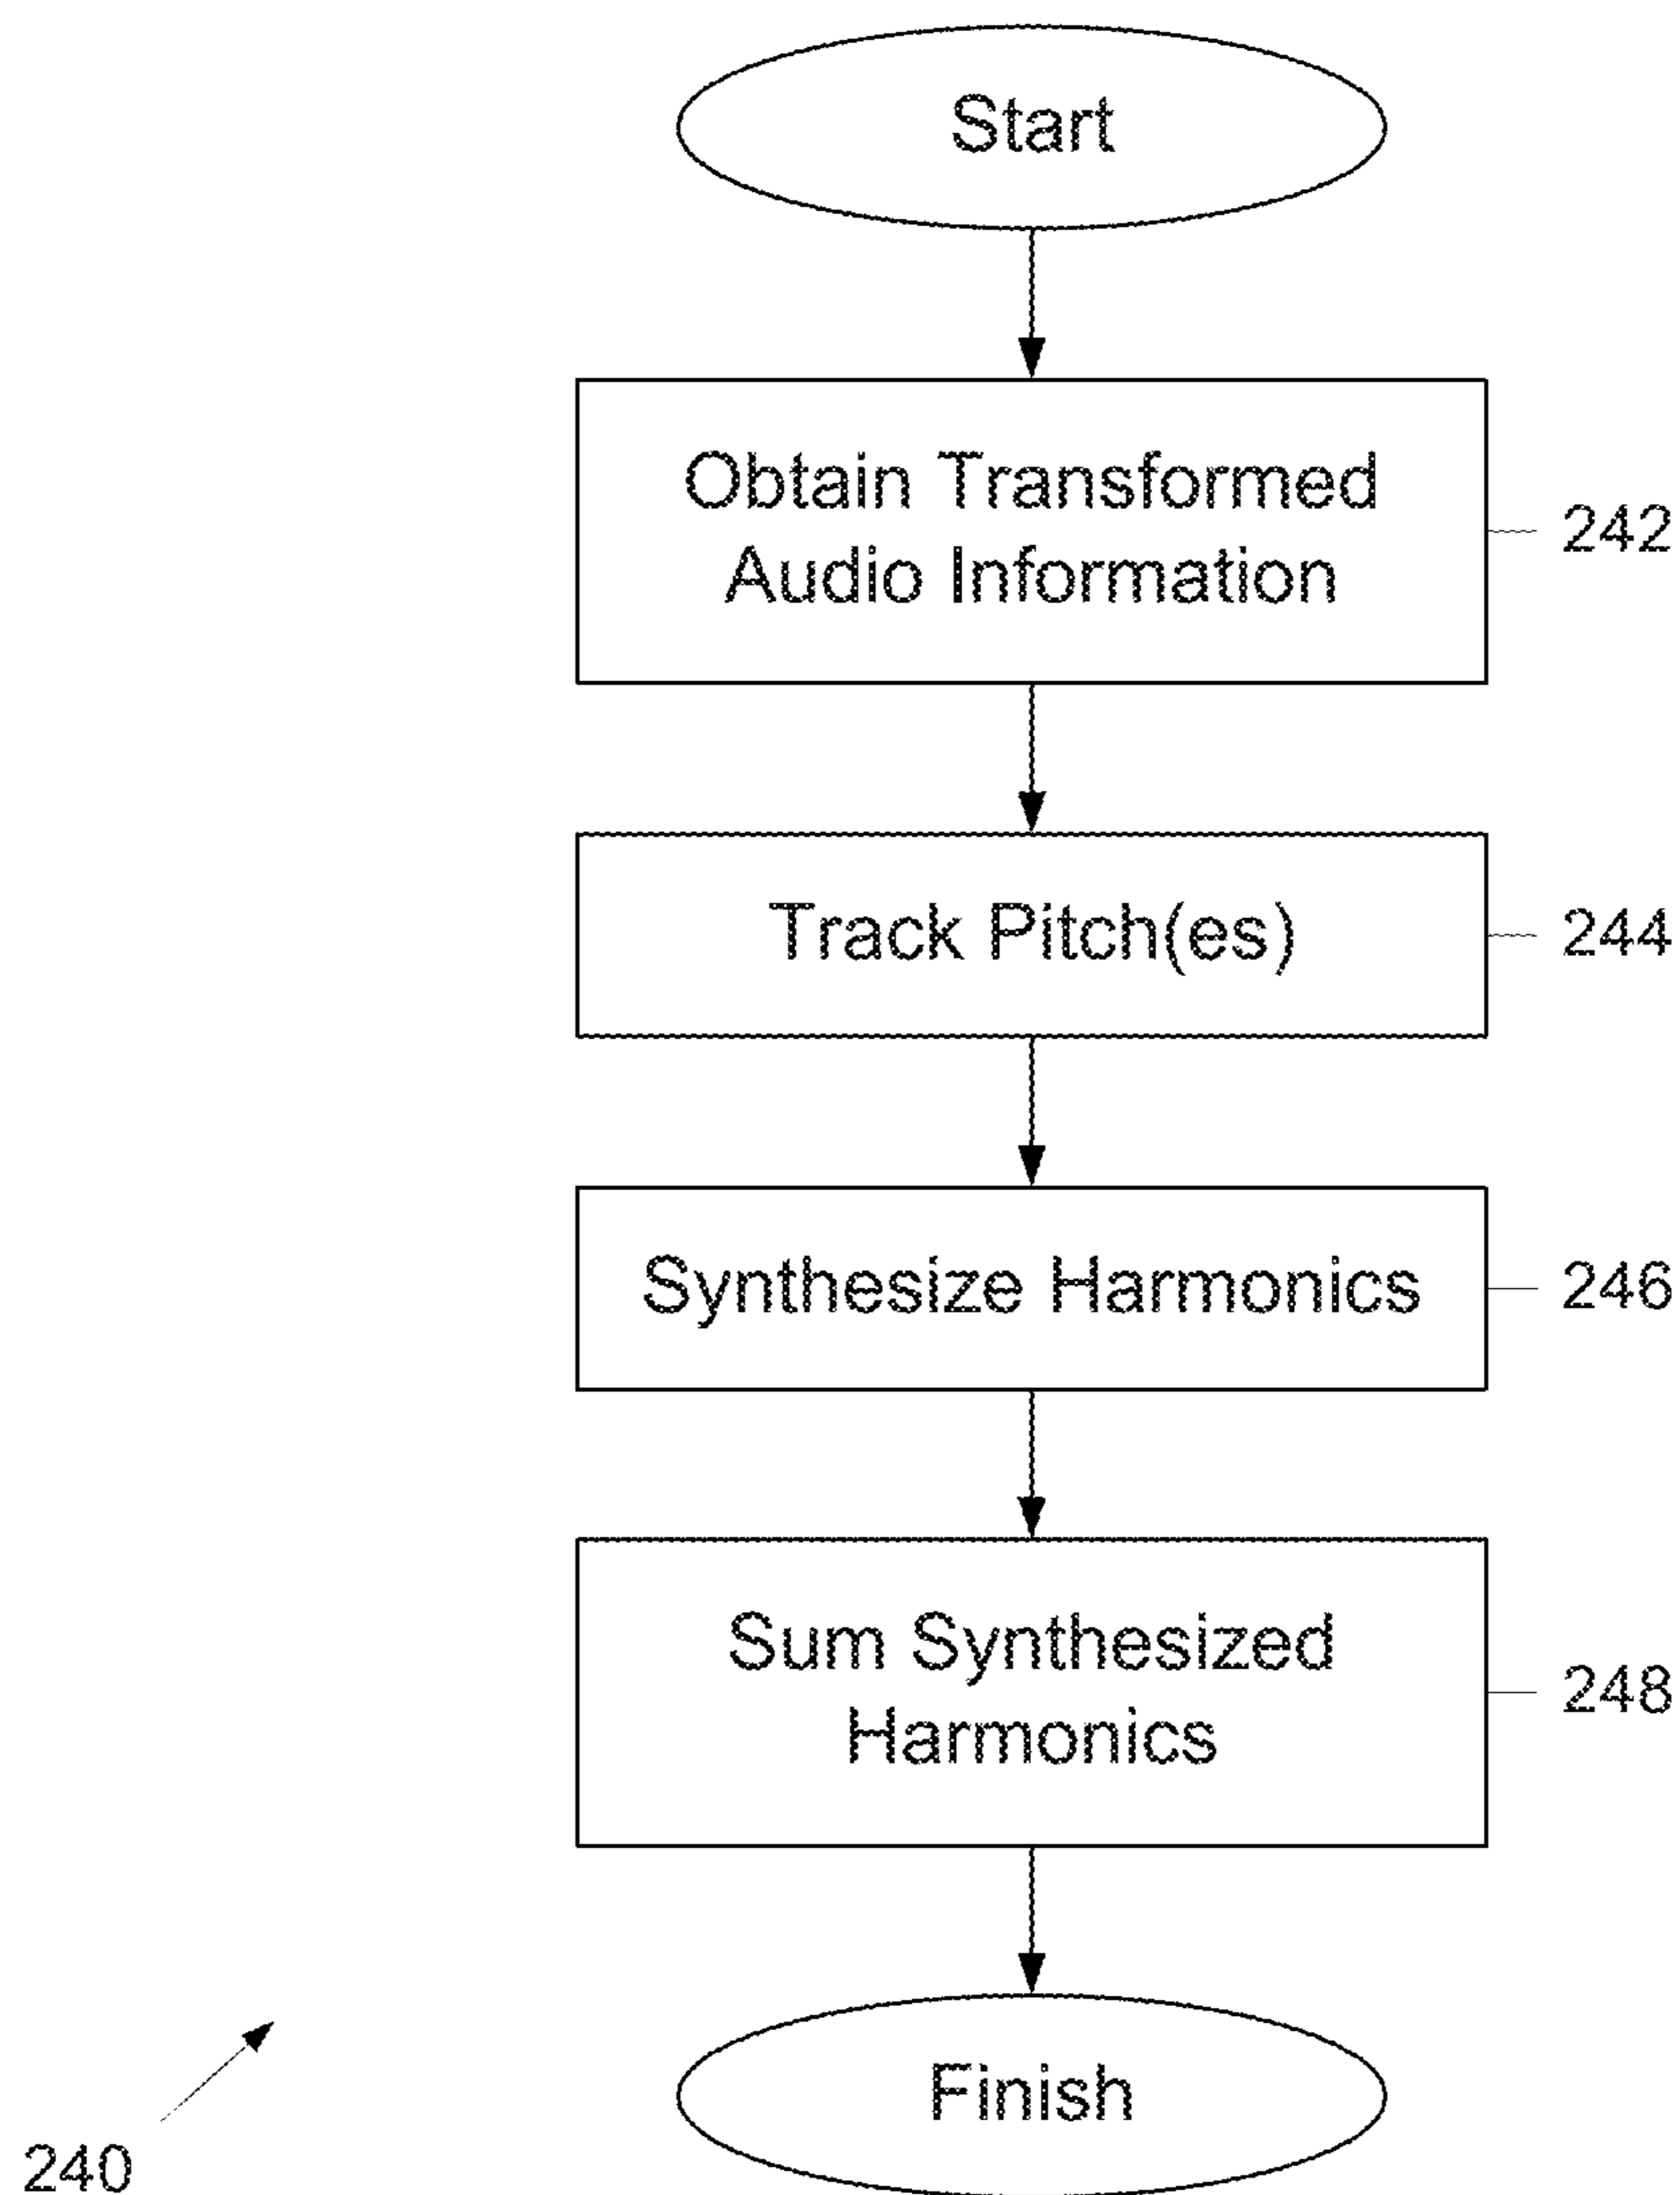 Start
Obtain Transformed
Audio Information
242
Track Pitch(es)
244
Synthesize Harmonics
246
Sum Synthesized
Harmonics
248
Finish
240